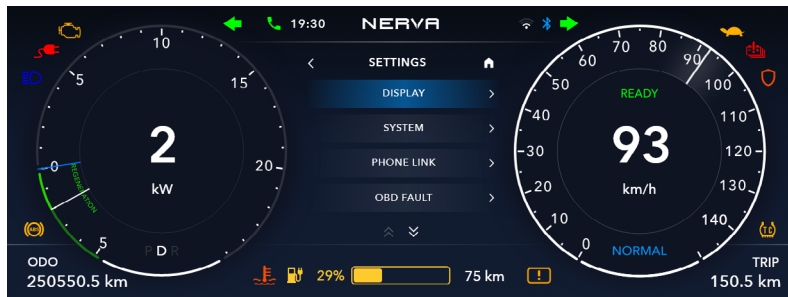 19:30 NERVA
10
5
15
0
20
5
REGENERATION
2
kW
P D R
ABS
ODO
250550.5 km
SETTINGS
DISPLAY
SYSTEM
PHONE LINK
OBD FAULT
29%
75 km
0
10
20
30
40
50
60
70
80
90
100
110
120
130
140
READY
93
km/h
NORMAL
TC
TRIP
150.5 km